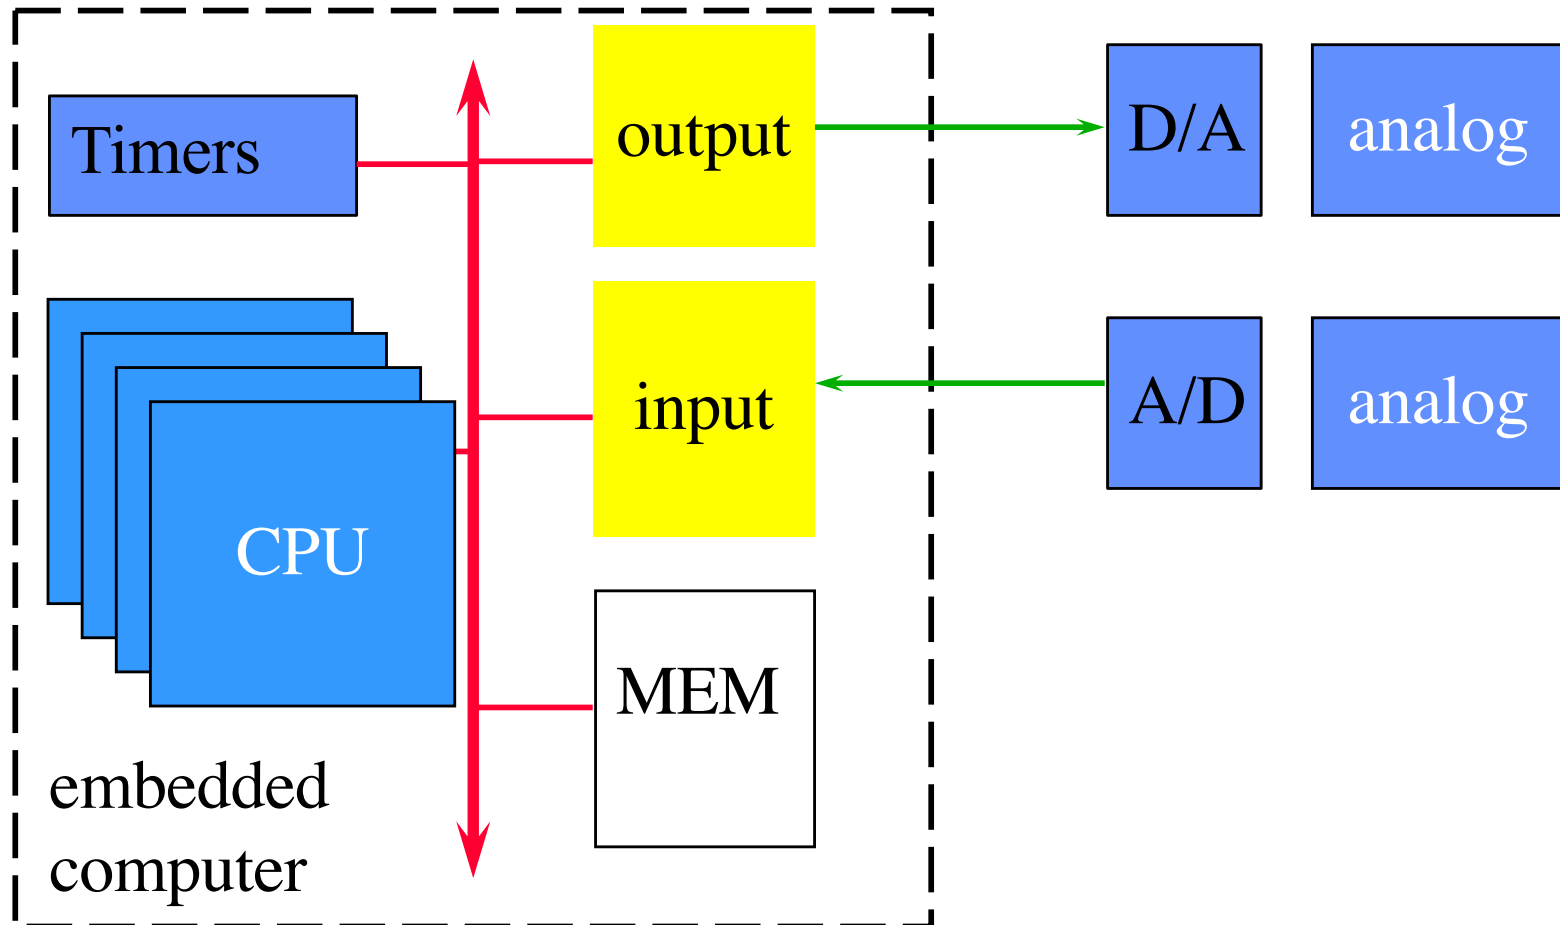 Timers
output
D/A
analog
input
A/D
analog
CPU
MEM
embedded
computer